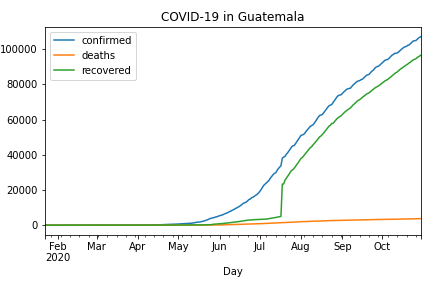 COVID-19 in Guatemala
confirmed
deaths
recovered
100000
80000
60000
40000
20000
0
Feb Mar Apr May Jun Jul Aug Sep Oct
2020
Day